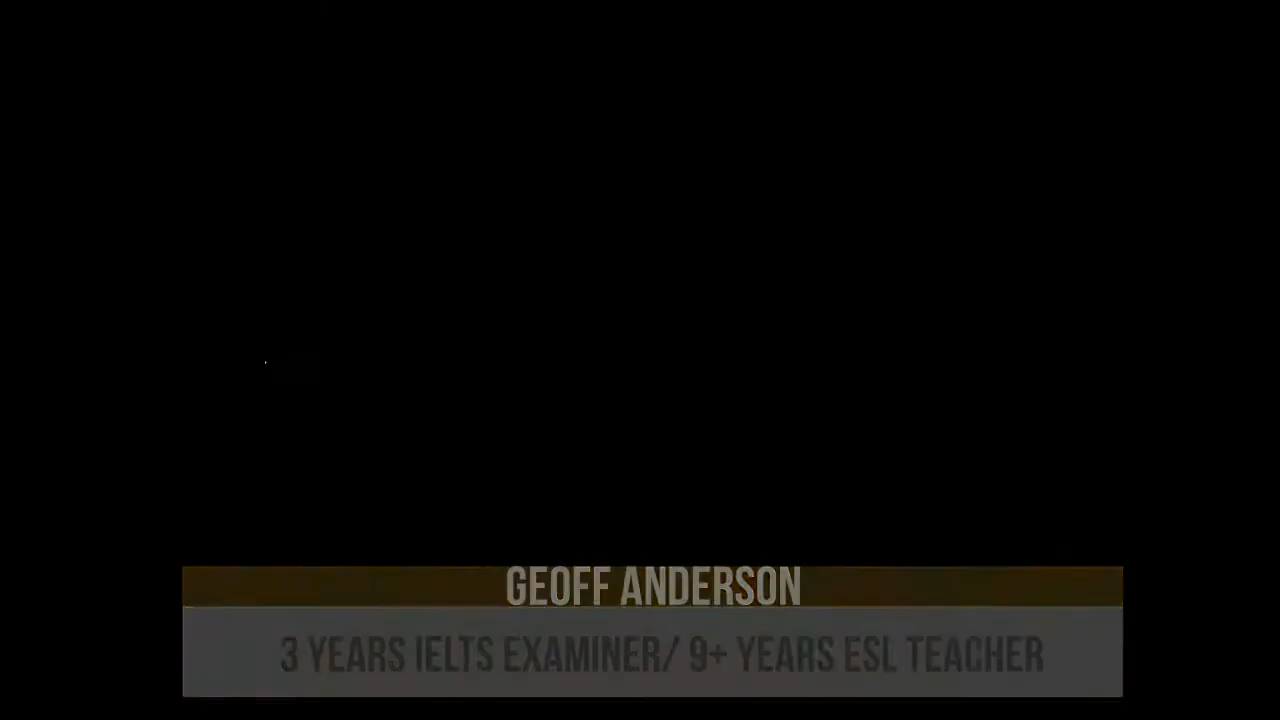 GEOFF ANDERSON
3 YEARS IELTS EXAMINER/ 9+ YEARS ESL TEACHER